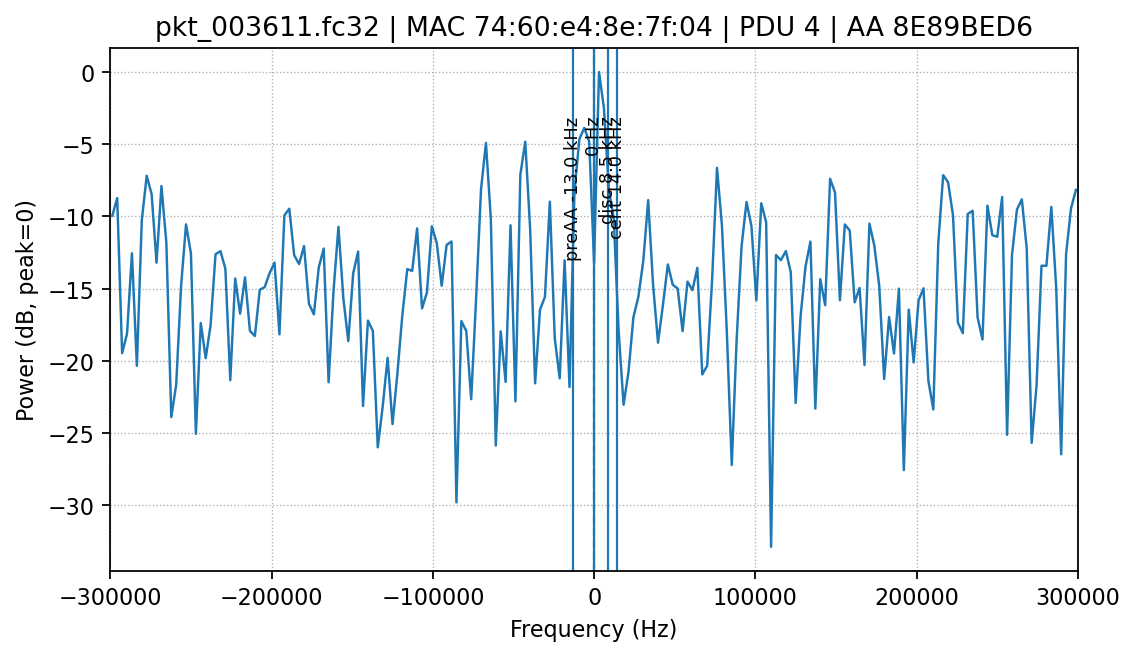 pkt_003611.fc32 | MAC 74:60:e4:8e:7f:04 | PDU 4 | AA 8E89BED6
Power (dB, peak=0)
0
−5
−10
−15
−20
−25
−30
preAA -13.0 kHz
0 Hz
disc 8.5 kHz
cent 14.0 kHz
−300000
−200000
−100000
0
100000
200000
300000
Frequency (Hz)